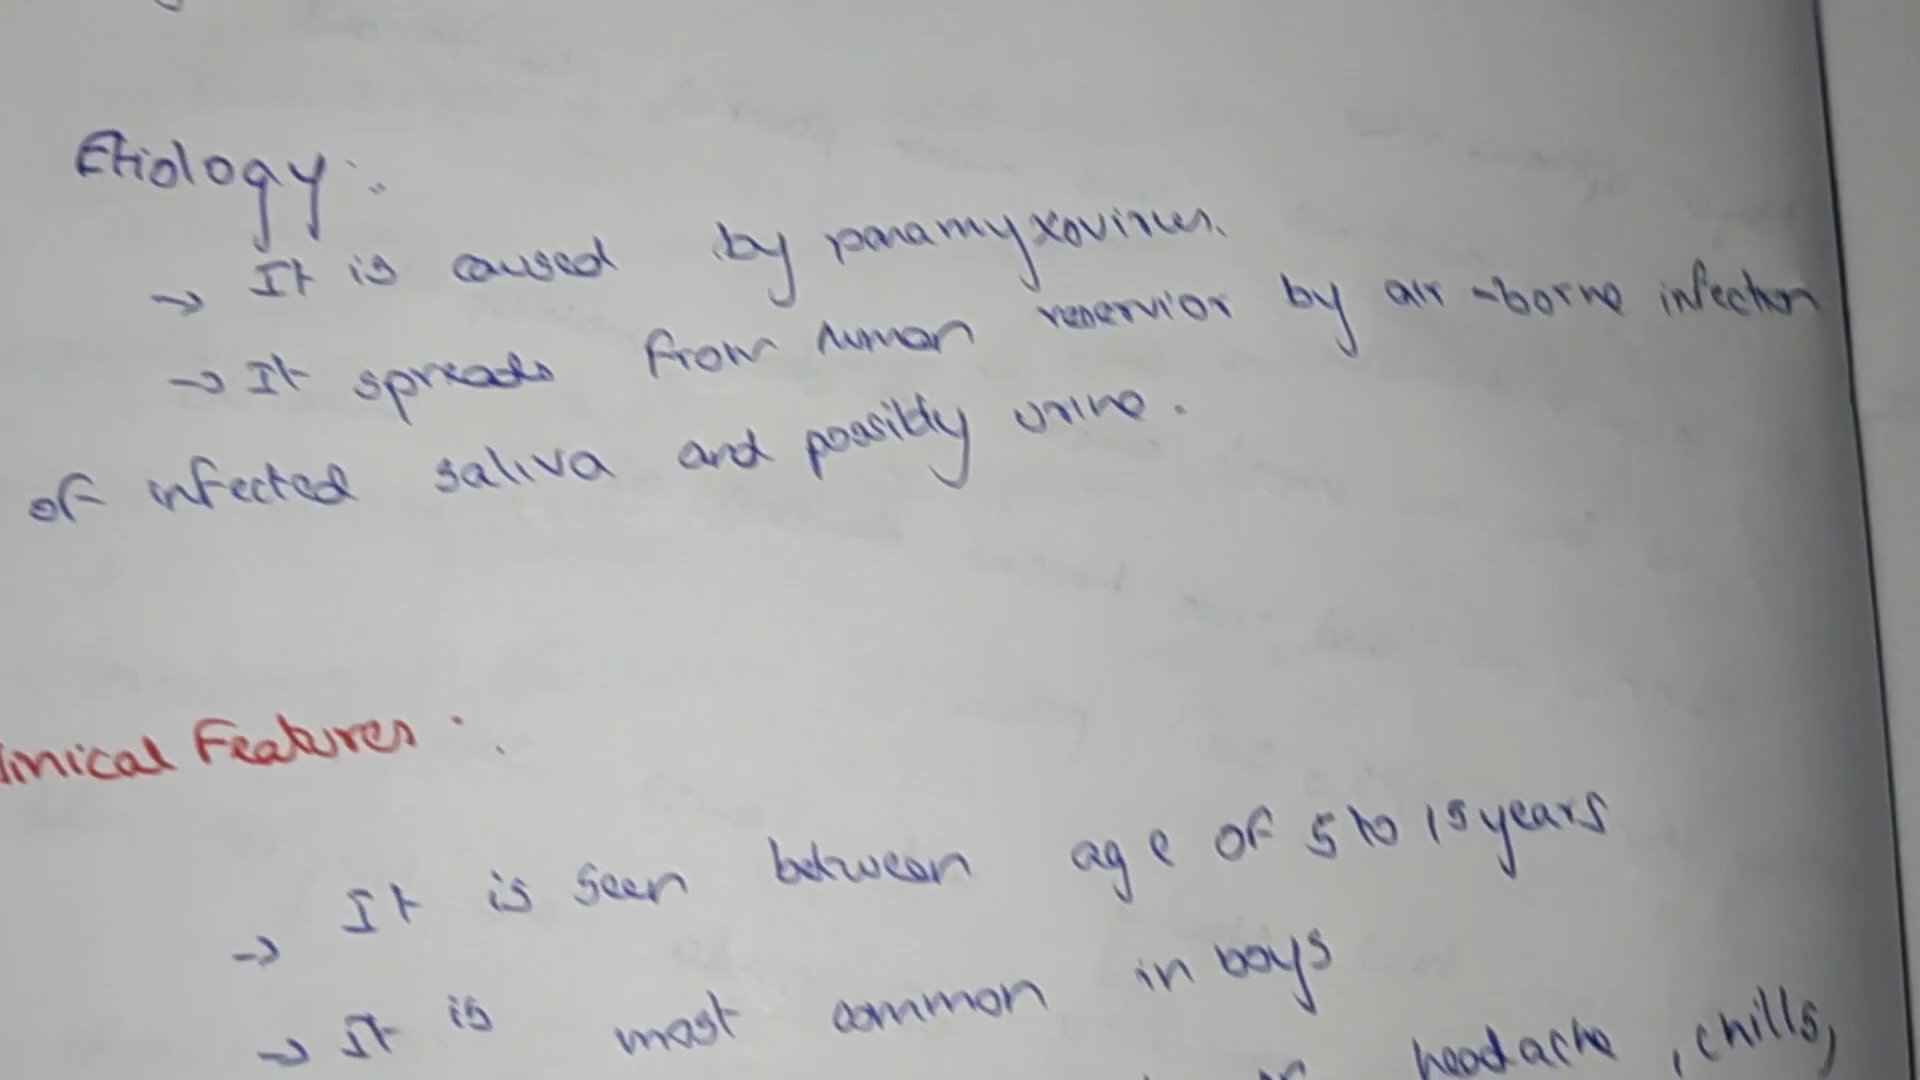 Etiology :
→ It is caused by paramyxovirus.
→ It spreads from human reservior by air-borne infection
of infected saliva and possibly urine.
linical Features :
→ It is seen between age of 5 to 15 years
→ It is most common in boys
headache, chills,